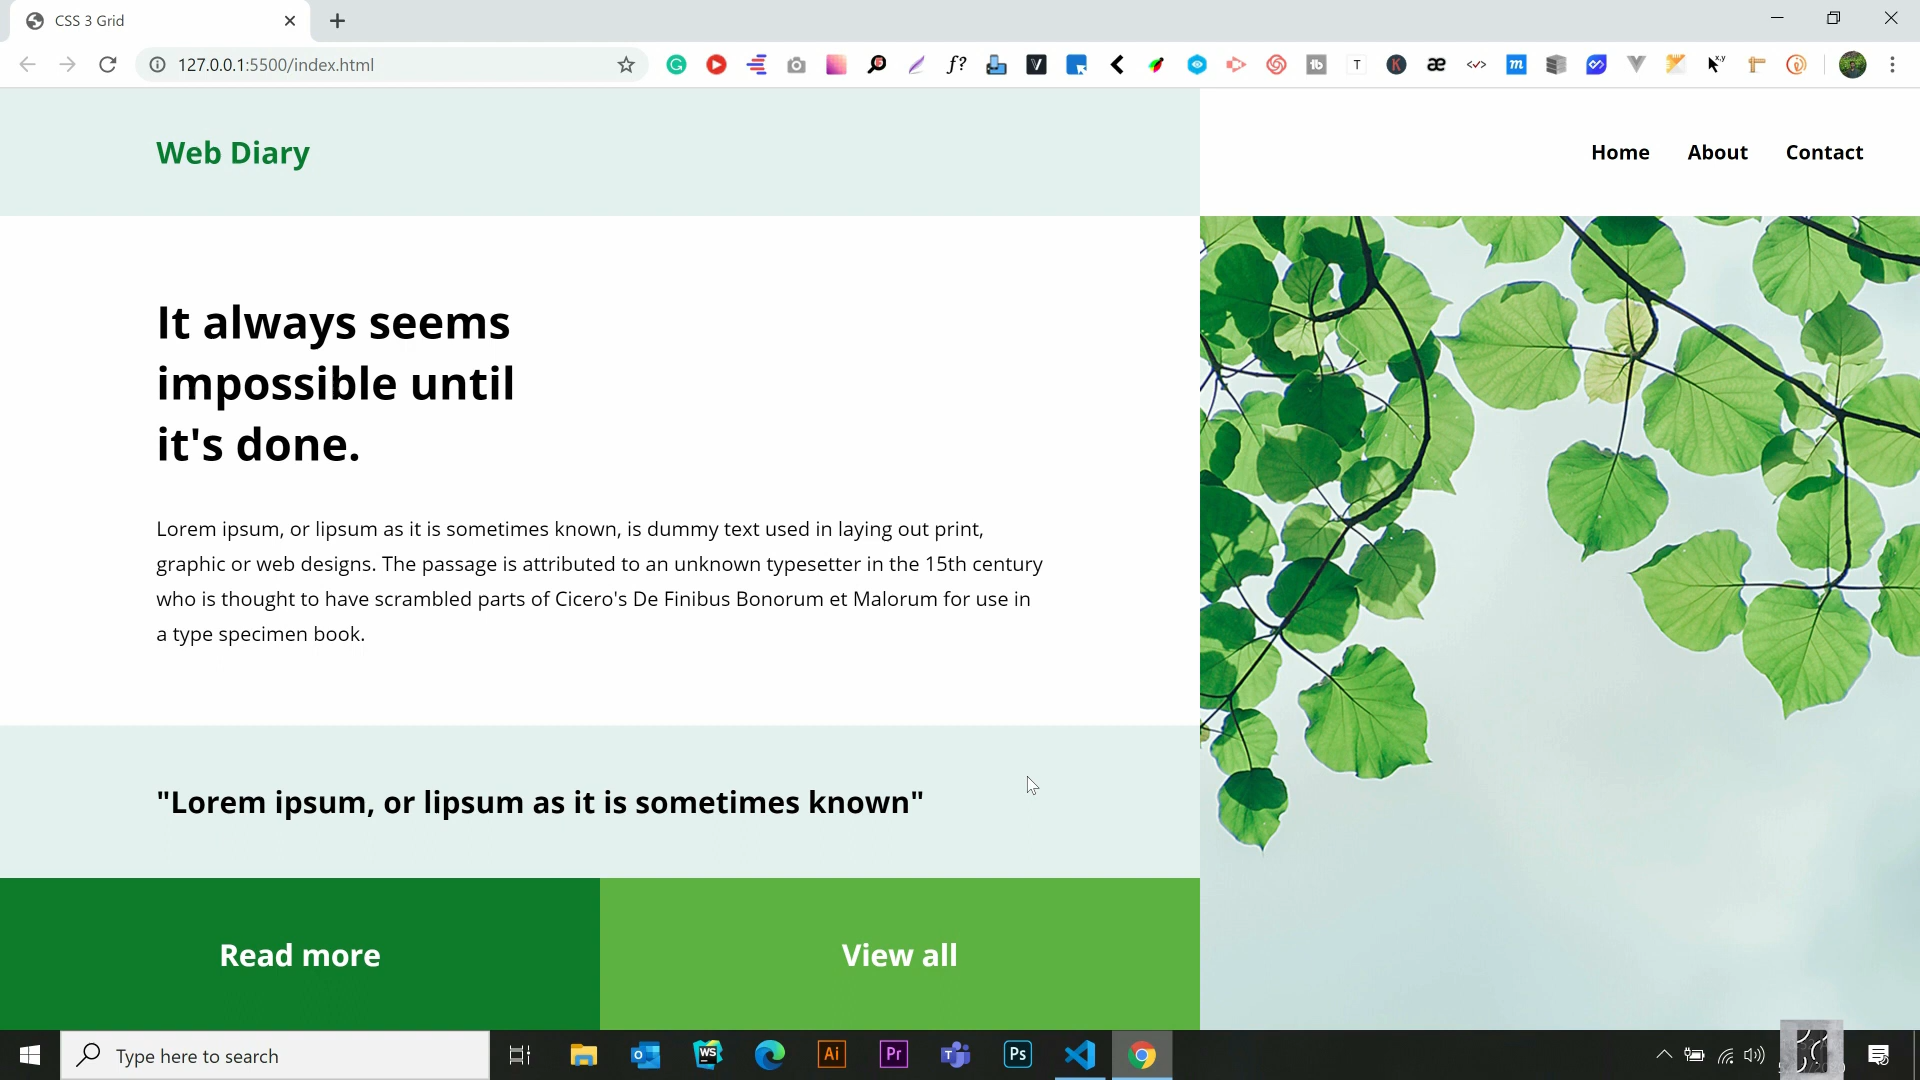 CSS 3 Grid
127.0.0.1:5500/index.html
Web Diary
Home About Contact
It always seems
impossible until
it's done.
Lorem ipsum, or lipsum as it is sometimes known, is dummy text used in laying out print,
graphic or web designs. The passage is attributed to an unknown typesetter in the 15th century
who is thought to have scrambled parts of Cicero's De Finibus Bonorum et Malorum for use in
a type specimen book.
"Lorem ipsum, or lipsum as it is sometimes known"
Read more
View all
Type here to search